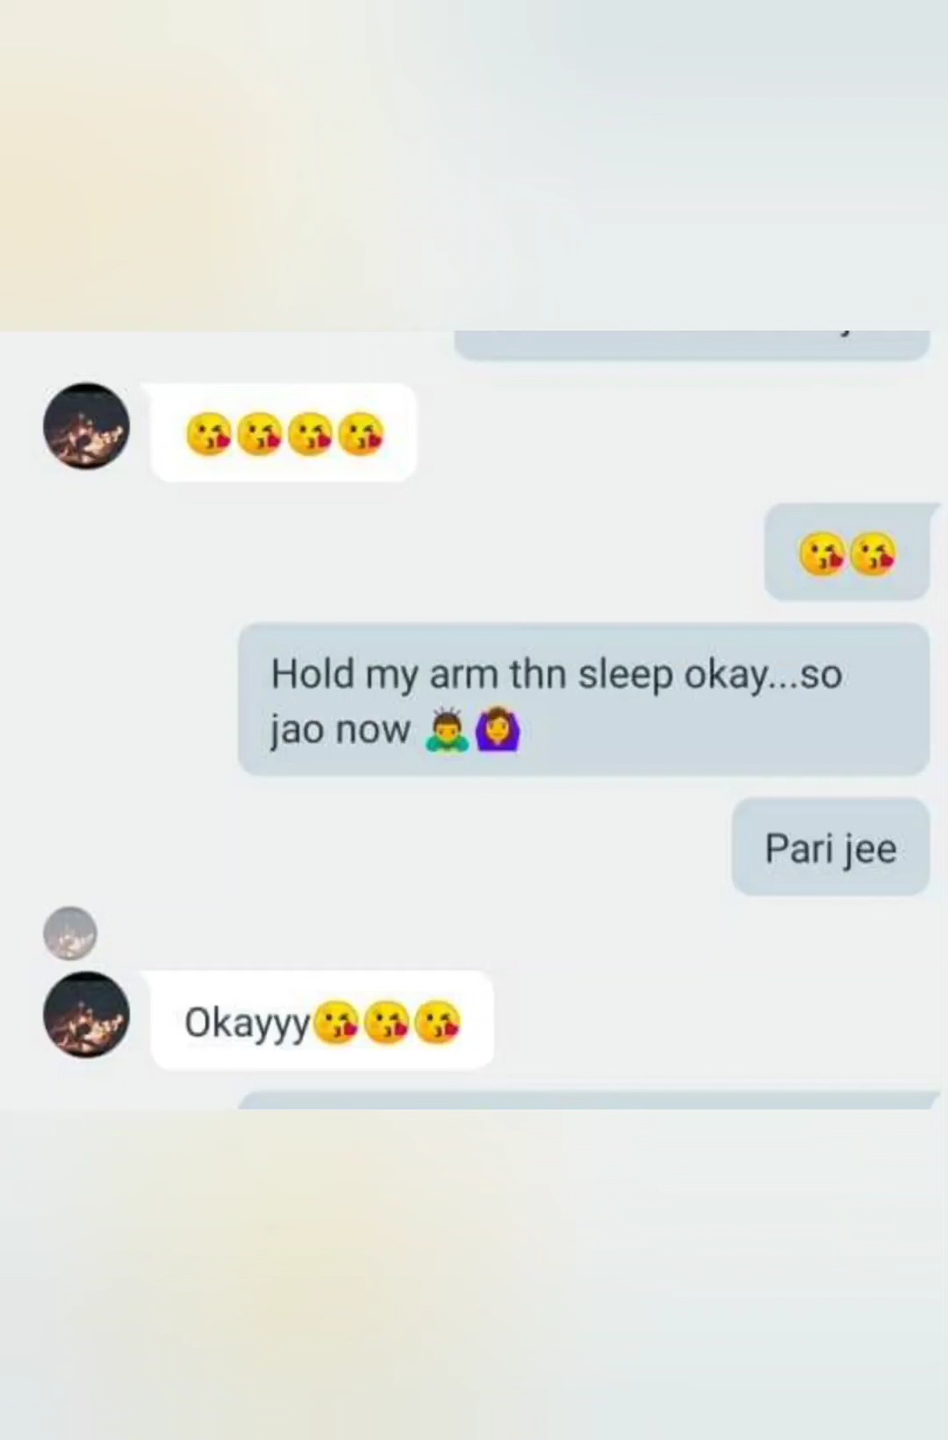 😘😘😘😘
😘😘
Hold my arm thn sleep okay...so
jao now 🙇‍♂️🙆‍♀️
Pari jee
Okayyy😘😘😘